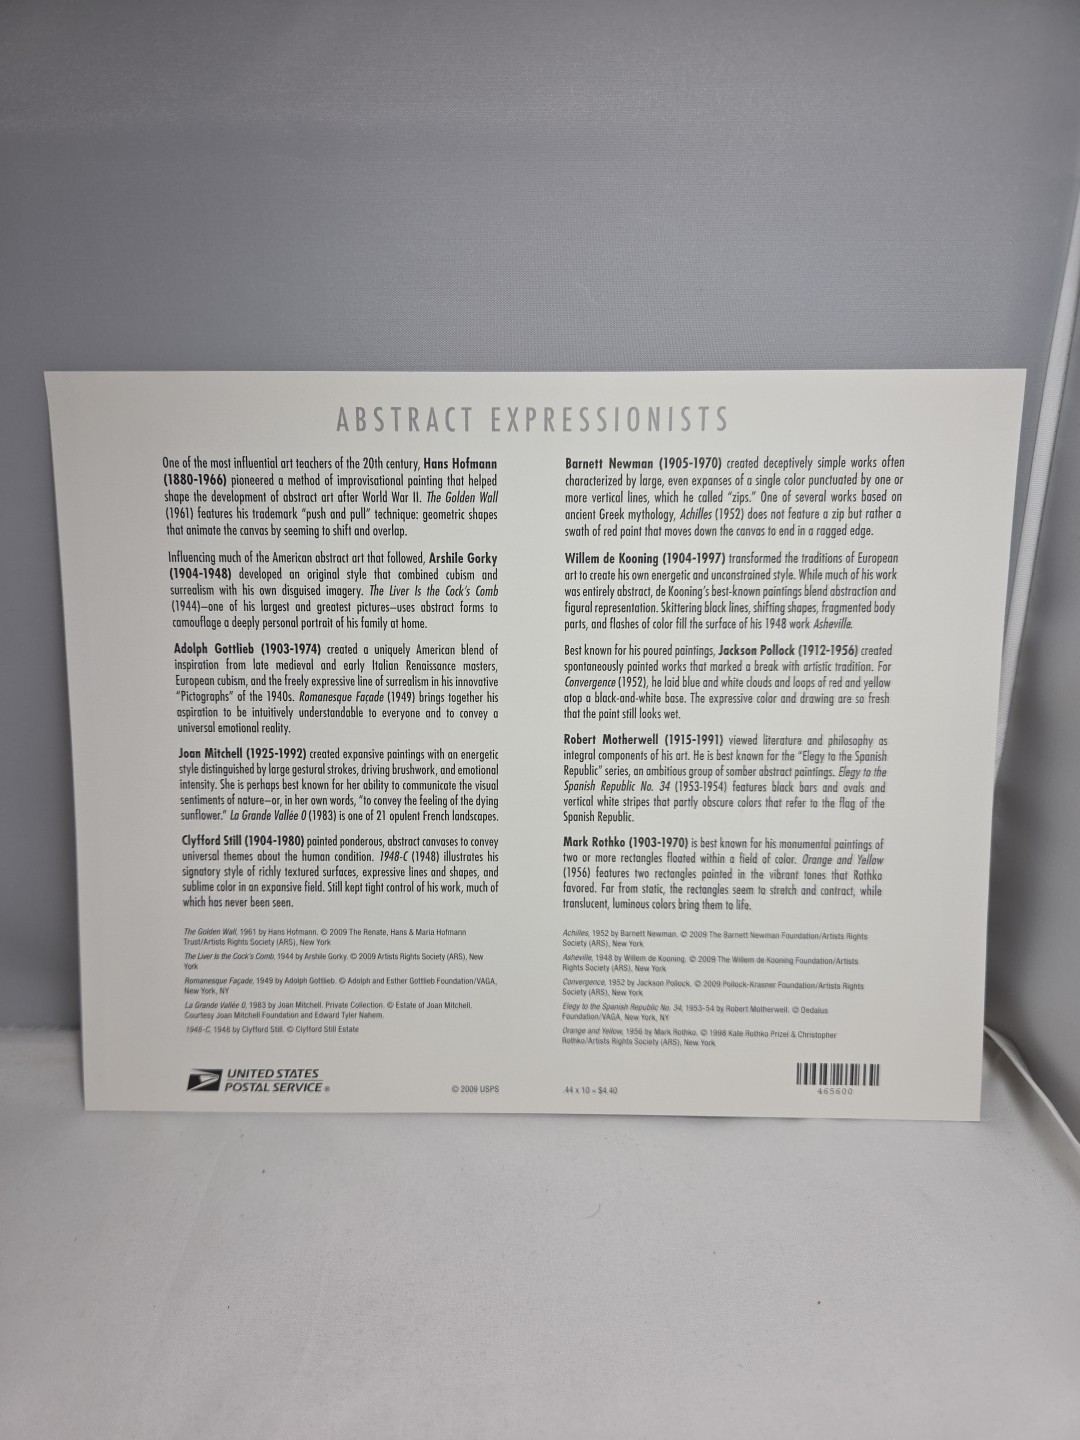 ABSTRACT EXPRESSIONISTS
One of the most influential art teachers of the 20th century, Hans Hofmann
(1880-1966) pioneered a method of improvisational painting that helped
shape the development of abstract art after World War II. The Golden Wall
(1961) features his trademark "push and pull" technique: geometric shapes
that animate the canvas by seeming to shift and overlap.
Influencing much of the American abstract art that followed, Arshile Gorky
(1904-1948) developed an original style that combined cubism and
surrealism with his own disguised imagery. The Liver Is the Cock's Comb
(1944)—one of his largest and greatest pictures—uses abstract forms to
camouflage a deeply personal portrait of his family at home.
Adolph Gottlieb (1903-1974) created a uniquely American blend of
inspiration from late medieval and early Italian Renaissance masters,
European cubism, and the freely expressive line of surrealism in his innovative
"Pictographs" of the 1940s. Romanesque Façade (1949) brings together his
aspiration to be intuitively understandable to everyone and to convey a
universal emotional reality.
Joan Mitchell (1925-1992) created expansive paintings with an energetic
style distinguished by large gestural strokes, driving brushwork, and emotional
intensity. She is perhaps best known for her ability to communicate the visual
sentiments of nature—or, in her own words, "to convey the feeling of the dying
sunflower." La Grande Vallée 0 (1983) is one of 21 opulent French landscapes.
Clyfford Still (1904-1980) painted ponderous, abstract canvases to convey
universal themes about the human condition. 1948-C (1948) illustrates his
signatory style of richly textured surfaces, expressive lines and shapes, and
sublime color in an expansive field. Still kept tight control of his work, much of
which has never been seen.
The Golden Wall, 1961 by Hans Hofmann. © 2009 The Renate, Hans & Maria Hofmann
Trust/Artists Rights Society (ARS), New York
The Liver Is the Cock's Comb, 1944 by Arshile Gorky. © 2009 Artists Rights Society (ARS), New
York
Romanesque Façade, 1949 by Adolph Gottlieb. © Adolph and Esther Gottlieb Foundation/VAGA,
New York, NY
La Grande Vallée 0, 1983 by Joan Mitchell. Private Collection. © Estate of Joan Mitchell.
Courtesy Joan Mitchell Foundation and Edward Tyler Nahem.
1948-C, 1948 by Clyfford Still. © Clyfford Still Estate
UNITED STATES
POSTAL SERVICE ®
© 2009 USPS
Barnett Newman (1905-1970) created deceptively simple works often
characterized by large, even expanses of a single color punctuated by one or
more vertical lines, which he called "zips." One of several works based on
ancient Greek mythology, Achilles (1952) does not feature a zip but rather a
swath of red paint that moves down the canvas to end in a ragged edge.
Willem de Kooning (1904-1997) transformed the traditions of European
art to create his own energetic and unconstrained style. While much of his work
was entirely abstract, de Kooning's best-known paintings blend abstraction and
figural representation. Skittering black lines, shifting shapes, fragmented body
parts, and flashes of color fill the surface of his 1948 work Asheville.
Best known for his poured paintings, Jackson Pollock (1912-1956) created
spontaneously painted works that marked a break with artistic tradition. For
Convergence (1952), he laid blue and white clouds and loops of red and yellow
atop a black-and-white base. The expressive color and drawing are so fresh
that the paint still looks wet.
Robert Motherwell (1915-1991) viewed literature and philosophy as
integral components of his art. He is best known for the "Elegy to the Spanish
Republic" series, an ambitious group of somber abstract paintings. Elegy to the
Spanish Republic No. 34 (1953-1954) features black bars and ovals and
vertical white stripes that partly obscure colors that refer to the flag of the
Spanish Republic.
Mark Rothko (1903-1970) is best known for his monumental paintings of
two or more rectangles floated within a field of color. Orange and Yellow
(1956) features two rectangles painted in the vibrant tones that Rothko
favored. Far from static, the rectangles seem to stretch and contract, while
translucent, luminous colors bring them to life.
Achilles, 1952 by Barnett Newman. © 2009 The Barnett Newman Foundation/Artists Rights
Society (ARS), New York
Asheville, 1948 by Willem de Kooning. © 2009 The Willem de Kooning Foundation/Artists
Rights Society (ARS), New York
Convergence, 1952 by Jackson Pollock. © 2009 Pollock-Krasner Foundation/Artists Rights
Society (ARS), New York
Elegy to the Spanish Republic No. 34, 1953-54 by Robert Motherwell. © Dedalus
Foundation/VAGA, New York, NY
Orange and Yellow, 1956 by Mark Rothko. © 1998 Kate Rothko Prizel & Christopher
Rothko/Artists Rights Society (ARS), New York
.44 x 10 = $4.40
465600